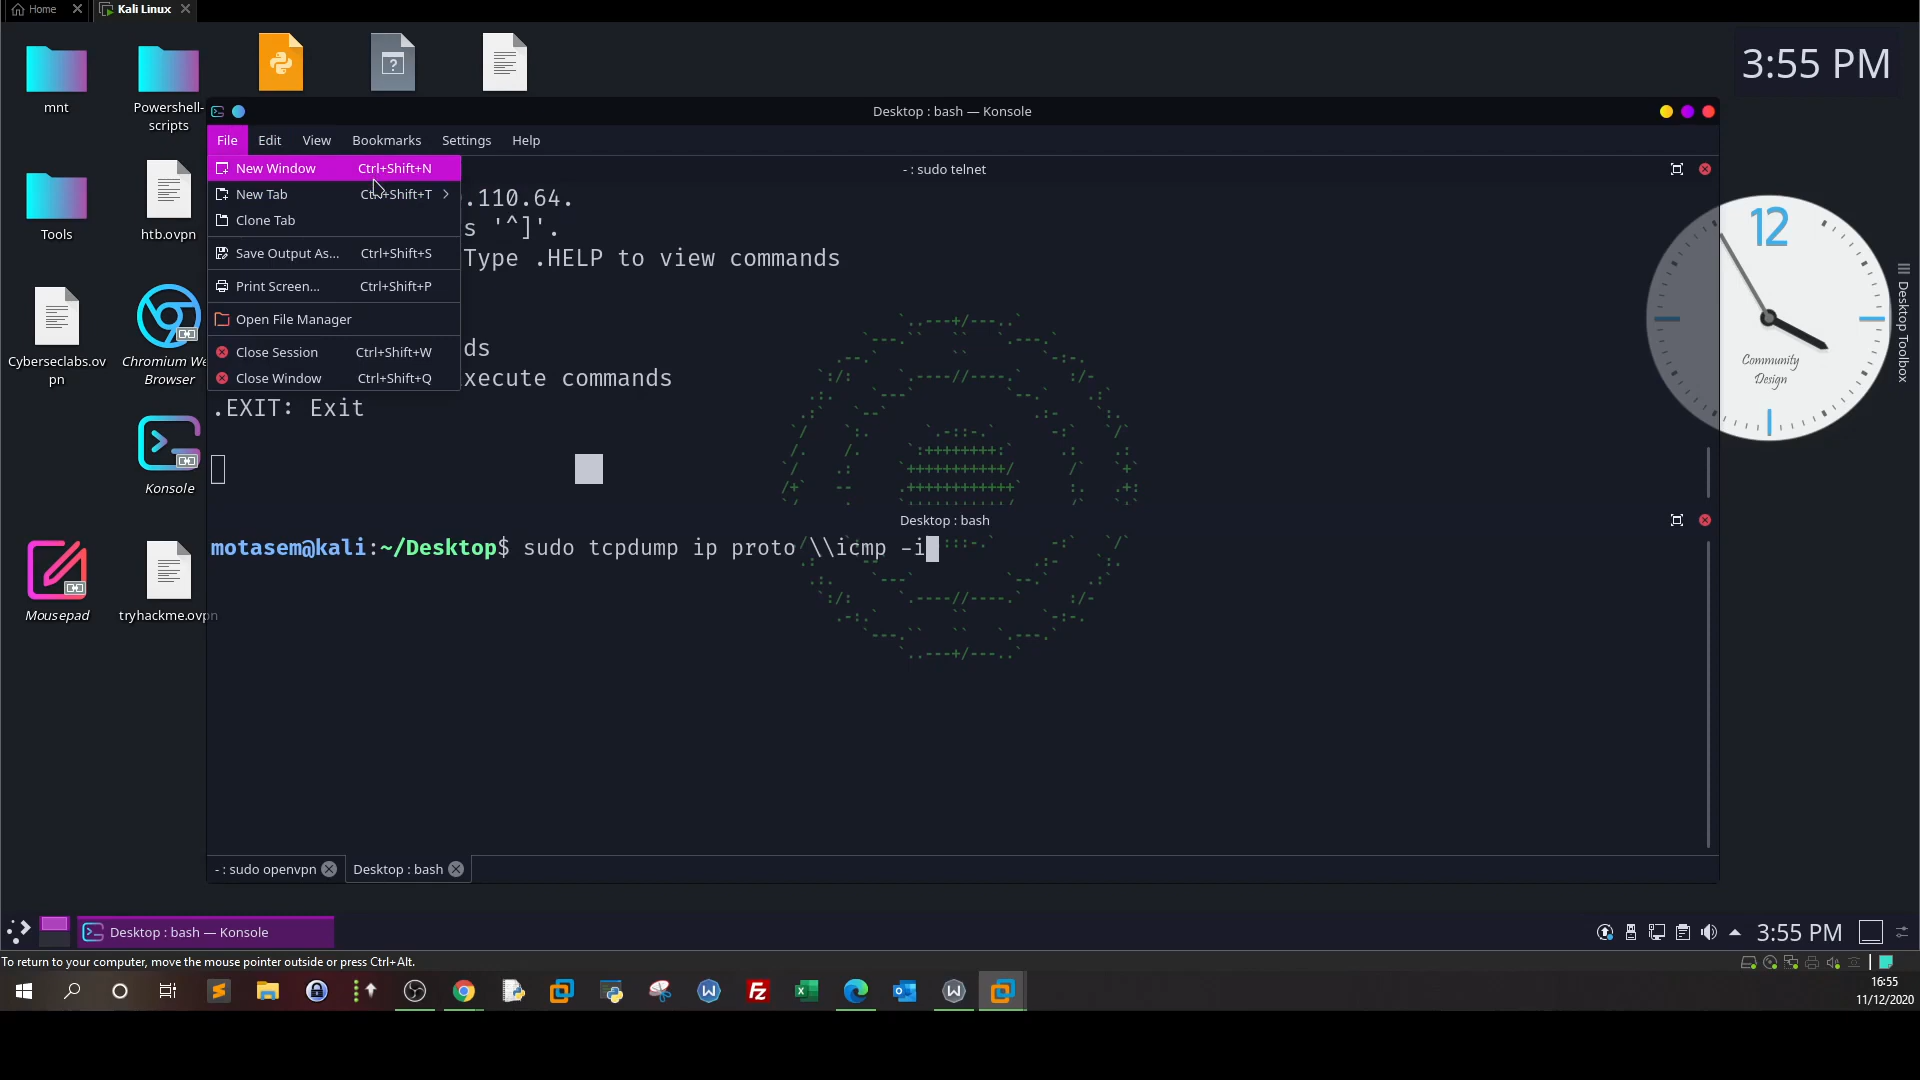 Home
Kali Linux
3:55 PM
mnt
Powershell-
scripts
Desktop : bash — Konsole
File Edit View Bookmarks Settings Help
- : sudo telnet
New Window Ctrl+Shift+N
New Tab Ctrl+Shift+T
Clone Tab
Save Output As... Ctrl+Shift+S
Print Screen... Ctrl+Shift+P
Open File Manager
Close Session Ctrl+Shift+W
Close Window Ctrl+Shift+Q
.110.64.
s '^]'.
Type .HELP to view commands
ds
xecute commands
.EXIT: Exit
Tools
htb.ovpn
Cyberseclabs.ov
pn
Chromium We
Browser
Konsole
Mousepad
tryhackme.ovpn
12
Community
Design
Desktop Toolbox
Desktop : bash
motasem@kali:~/Desktop$ sudo tcpdump ip proto \\icmp -i
- : sudo openvpn
Desktop : bash
Desktop : bash — Konsole
3:55 PM
To return to your computer, move the mouse pointer outside or press Ctrl+Alt.
16:55
11/12/2020